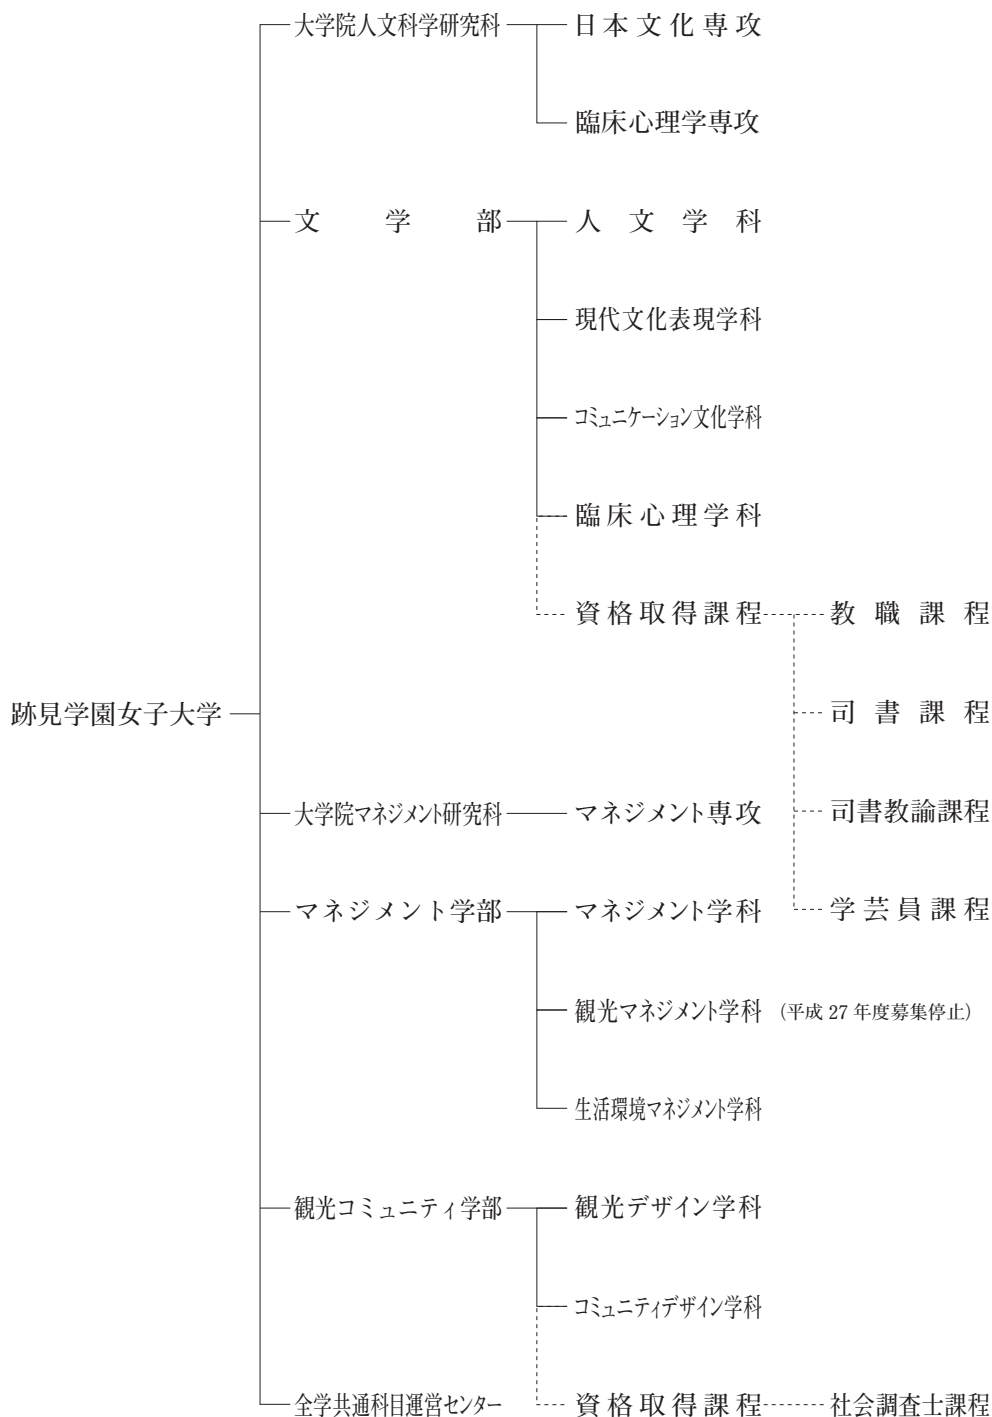 大学院人文科学研究科 日本文化専攻
臨床心理学専攻
文学部 人文学科
現代文化表現学科
コミュニケーション文化学科
臨床心理学科
資格取得課程 教職課程
跡見学園女子大学 司書課程
大学院マネジメント研究科 マネジメント専攻 司書教諭課程
マネジメント学部 マネジメント学科 学芸員課程
観光マネジメント学科 (平成 27 年度募集停止)
生活環境マネジメント学科
観光コミュニティ学部 観光デザイン学科
コミュニティデザイン学科
全学共通科目運営センター 資格取得課程 社会調査士課程